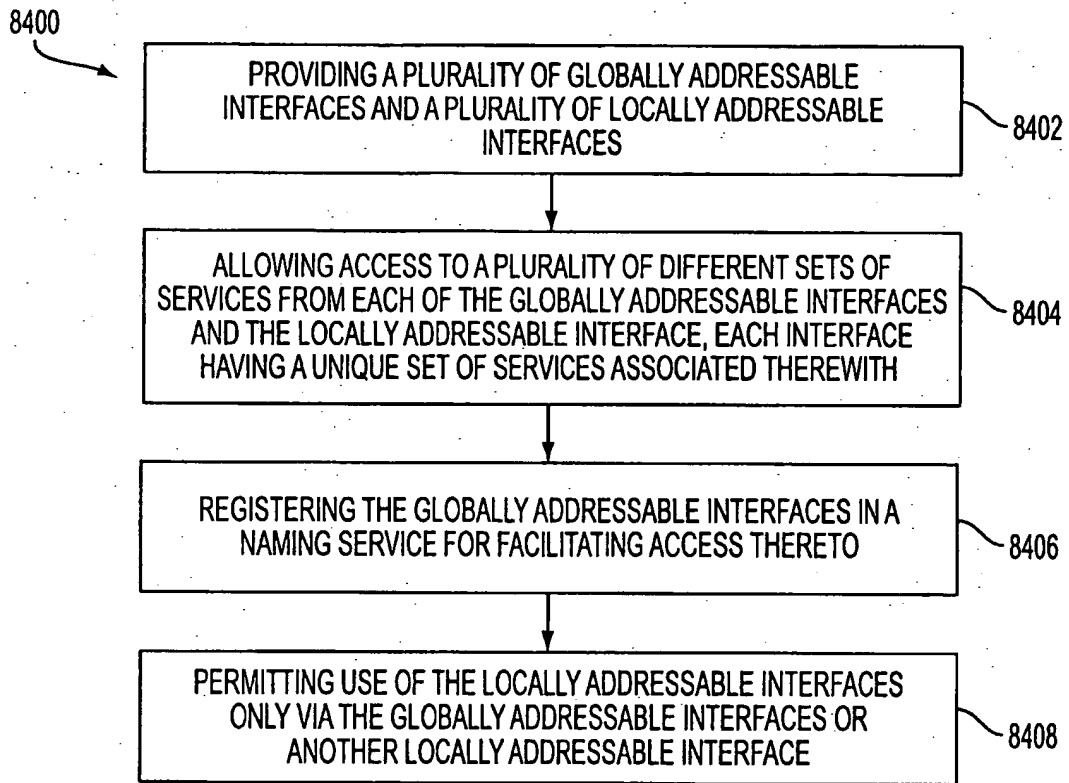 8400
PROVIDING A PLURALITY OF GLOBALLY ADDRESSABLE
INTERFACES AND A PLURALITY OF LOCALLY ADDRESSABLE
INTERFACES
8402
ALLOWING ACCESS TO A PLURALITY OF DIFFERENT SETS OF
SERVICES FROM EACH OF THE GLOBALLY ADDRESSABLE INTERFACES
AND THE LOCALLY ADDRESSABLE INTERFACE, EACH INTERFACE
HAVING A UNIQUE SET OF SERVICES ASSOCIATED THEREWITH
8404
REGISTERING THE GLOBALLY ADDRESSABLE INTERFACES IN A
NAMING SERVICE FOR FACILITATING ACCESS THERETO
8406
PERMITTING USE OF THE LOCALLY ADDRESSABLE INTERFACES
ONLY VIA THE GLOBALLY ADDRESSABLE INTERFACES OR
ANOTHER LOCALLY ADDRESSABLE INTERFACE
8408